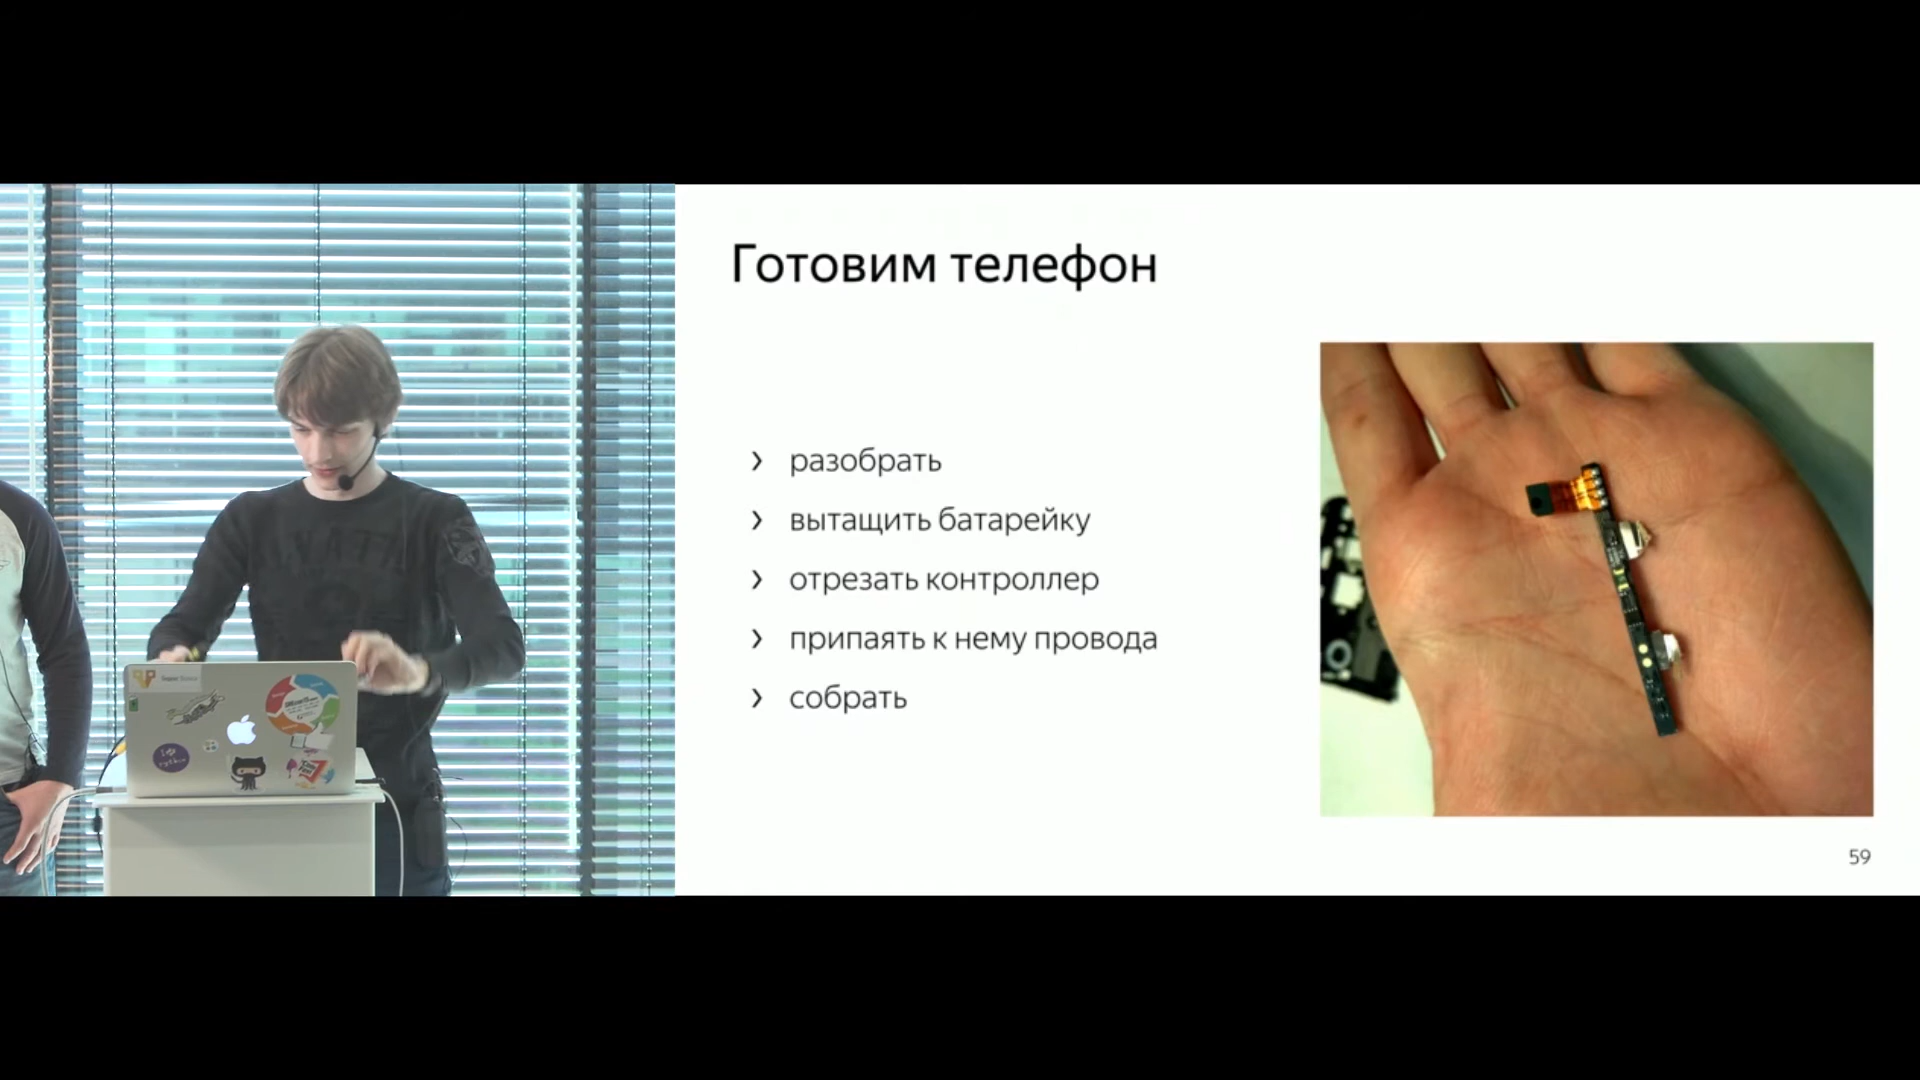 Готовим телефон
› разобрать
› вытащить батарейку
› отрезать контроллер
› припаять к нему провода
› собрать
59